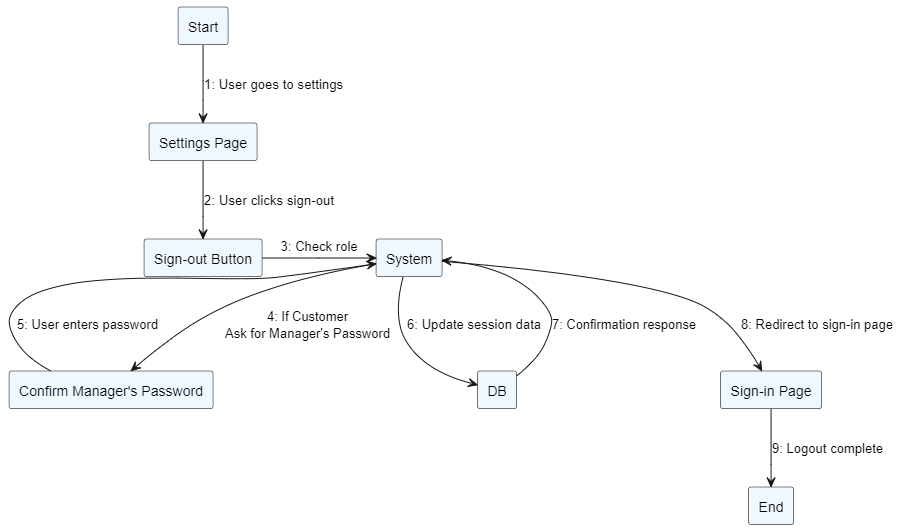 Start
1: User goes to settings
Settings Page
2: User clicks sign-out
Sign-out Button
3: Check role
System
4: If Customer
Ask for Manager's Password
5: User enters password
6: Update session data
7: Confirmation response
8: Redirect to sign-in page
Confirm Manager's Password
DB
Sign-in Page
9: Logout complete
End